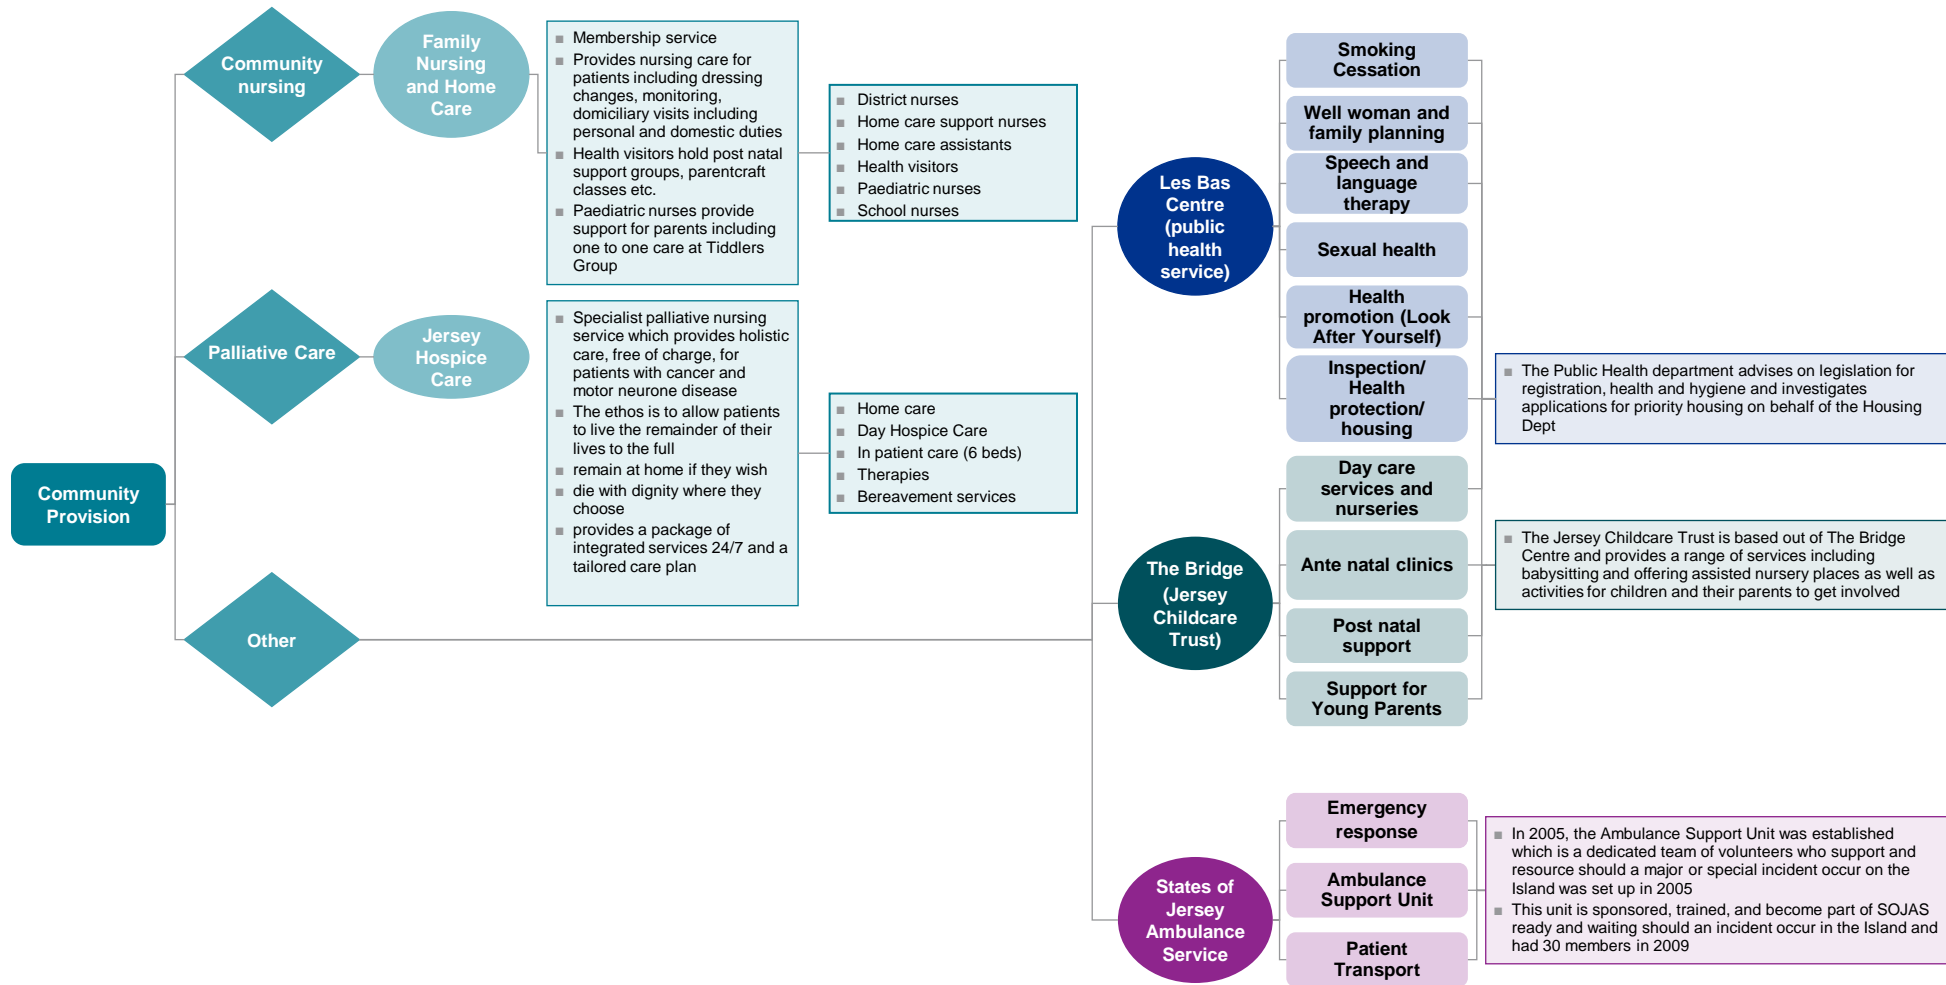 Community
Provision
Community
nursing
Family
Nursing
and Home
Care
■ Membership service
■ Provides nursing care for
patients including dressing
changes, monitoring,
domiciliary visits including
personal and domestic duties
■ Health visitors hold post natal
support groups, parentcraft
classes etc.
■ Paediatric nurses provide
support for parents including
one to one care at Tiddlers
Group
■ District nurses
■ Home care support nurses
■ Home care assistants
■ Health visitors
■ Paediatric nurses
■ School nurses
Palliative Care
Jersey
Hospice
Care
■ Specialist palliative nursing
service which provides holistic
care, free of charge, for
patients with cancer and
motor neurone disease
■ The ethos is to allow patients
to live the remainder of their
lives to the full
■ remain at home if they wish
■ die with dignity where they
choose
■ provides a package of
integrated services 24/7 and a
tailored care plan
■ Home care
■ Day Hospice Care
■ In patient care (6 beds)
■ Therapies
■ Bereavement services
Other
Les Bas
Centre
(public
health
service)
Smoking
Cessation
Well woman and
family planning
Speech and
language
therapy
Sexual health
Health
promotion (Look
After Yourself)
Inspection/
Health
protection/
housing
■ The Public Health department advises on legislation for
registration, health and hygiene and investigates
applications for priority housing on behalf of the Housing
Dept
The Bridge
(Jersey
Childcare
Trust)
Day care
services and
nurseries
Ante natal clinics
Post natal
support
Support for
Young Parents
■ The Jersey Childcare Trust is based out of The Bridge
Centre and provides a range of services including
babysitting and offering assisted nursery places as well as
activities for children and their parents to get involved
States of
Jersey
Ambulance
Service
Emergency
response
Ambulance
Support Unit
Patient
Transport
■ In 2005, the Ambulance Support Unit was established
which is a dedicated team of volunteers who support and
resource should a major or special incident occur on the
Island was set up in 2005
■ This unit is sponsored, trained, and become part of SOJAS
ready and waiting should an incident occur in the Island and
had 30 members in 2009